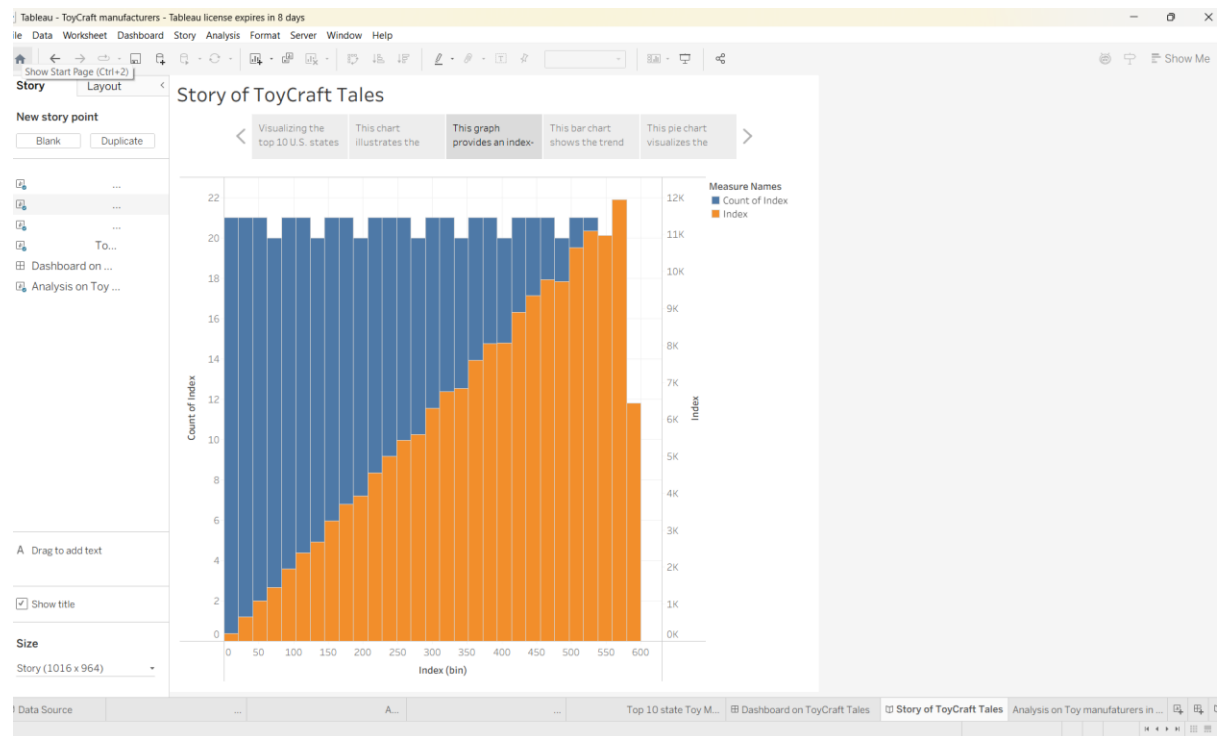 Tableau - ToyCraft manufacturers - Tableau license expires in 8 days
ile Data Worksheet Dashboard Story Analysis Format Server Window Help
Show Me
Show Start Page (Ctrl+2)
Story Layout
New story point
Blank Duplicate
...
...
...
To...
Dashboard on ...
Analysis on Toy ...
A Drag to add text
Show title
Size
Story (1016 x 964)
Story of ToyCraft Tales
Visualizing the
top 10 U.S. states
This chart
illustrates the
This graph
provides an index-
This bar chart
shows the trend
This pie chart
visualizes the
Measure Names
Count of Index
Index
Count of Index
22
20
18
16
14
12
10
8
6
4
2
0
12K
11K
10K
9K
8K
7K
6K
5K
4K
3K
2K
1K
0K
Index
0 50 100 150 200 250 300 350 400 450 500 550 600
Index (bin)
Data Source ... A... ... Top 10 state Toy M... Dashboard on ToyCraft Tales Story of ToyCraft Tales Analysis on Toy manufaturers in ...